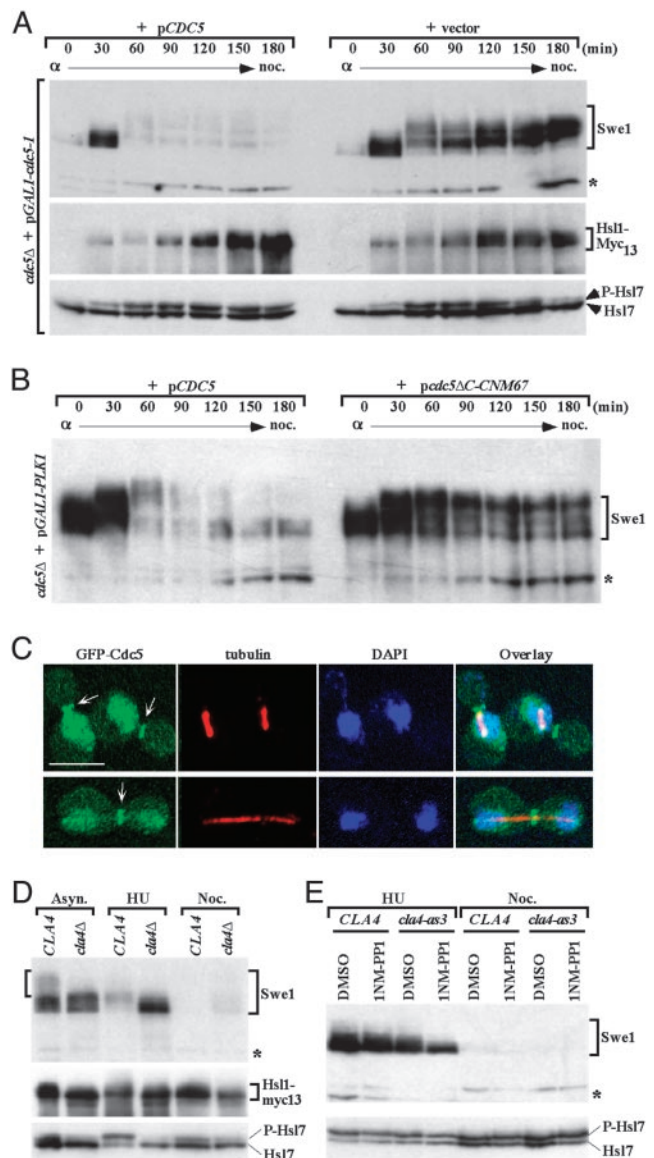 A
+ pCDC5
+ vector
0 30 60 90 120 150 180
0 30 60 90 120 150 180 (min)
α noc.
α noc.
cdc5Δ + pGAL1-cdc5-1
Swe1
*
Hsl1-
Myc13
P-Hsl7
Hsl7
B
+ pCDC5
+ pcdc5ΔC-CNM67
0 30 60 90 120 150 180
0 30 60 90 120 150 180 (min)
α noc.
α noc.
cdc5Δ + pGAL1-PLK1
Swe1
*
C
GFP-Cdc5 tubulin DAPI Overlay
D
Asyn. HU Noc.
CLA4 cla4Δ CLA4 cla4Δ CLA4 cla4Δ
Swe1
*
Hsl1-
myc13
P-Hsl7
Hsl7
E
HU Noc.
CLA4 cla4-as3 CLA4 cla4-as3
DMSO 1NM-PP1 DMSO 1NM-PP1 DMSO 1NM-PP1 DMSO 1NM-PP1
Swe1
*
P-Hsl7
Hsl7